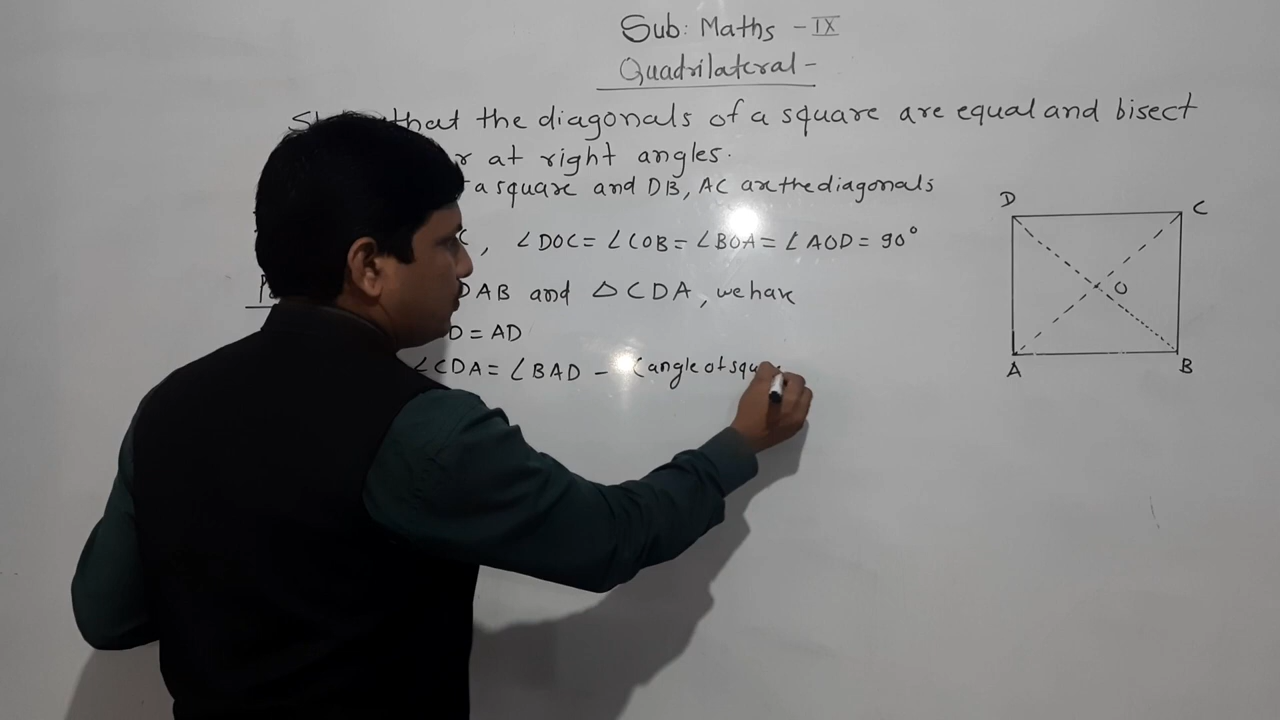 Sub: Maths - IX
Quadrilateral -
that the diagonals of a square are equal and bisect
at right angles.
a square and DB, AC are the diagonals
, ∠DOC = ∠COB = ∠BOA = ∠AOD = 90°
DAB and △CDA, we have
D = AD
∠CDA = ∠BAD - (angle of squ
D
C
O
A
B